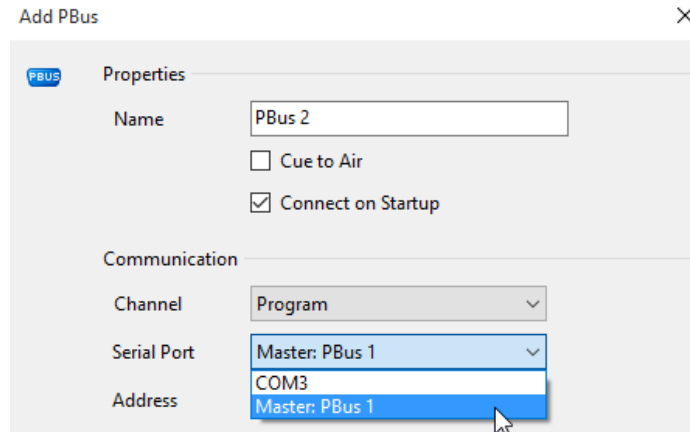 Add PBus
PBUS
Properties
Name
PBus 2
Cue to Air
Connect on Startup
Communication
Channel
Program
Serial Port
Master: PBus 1
COM3
Address
Master: PBus 1